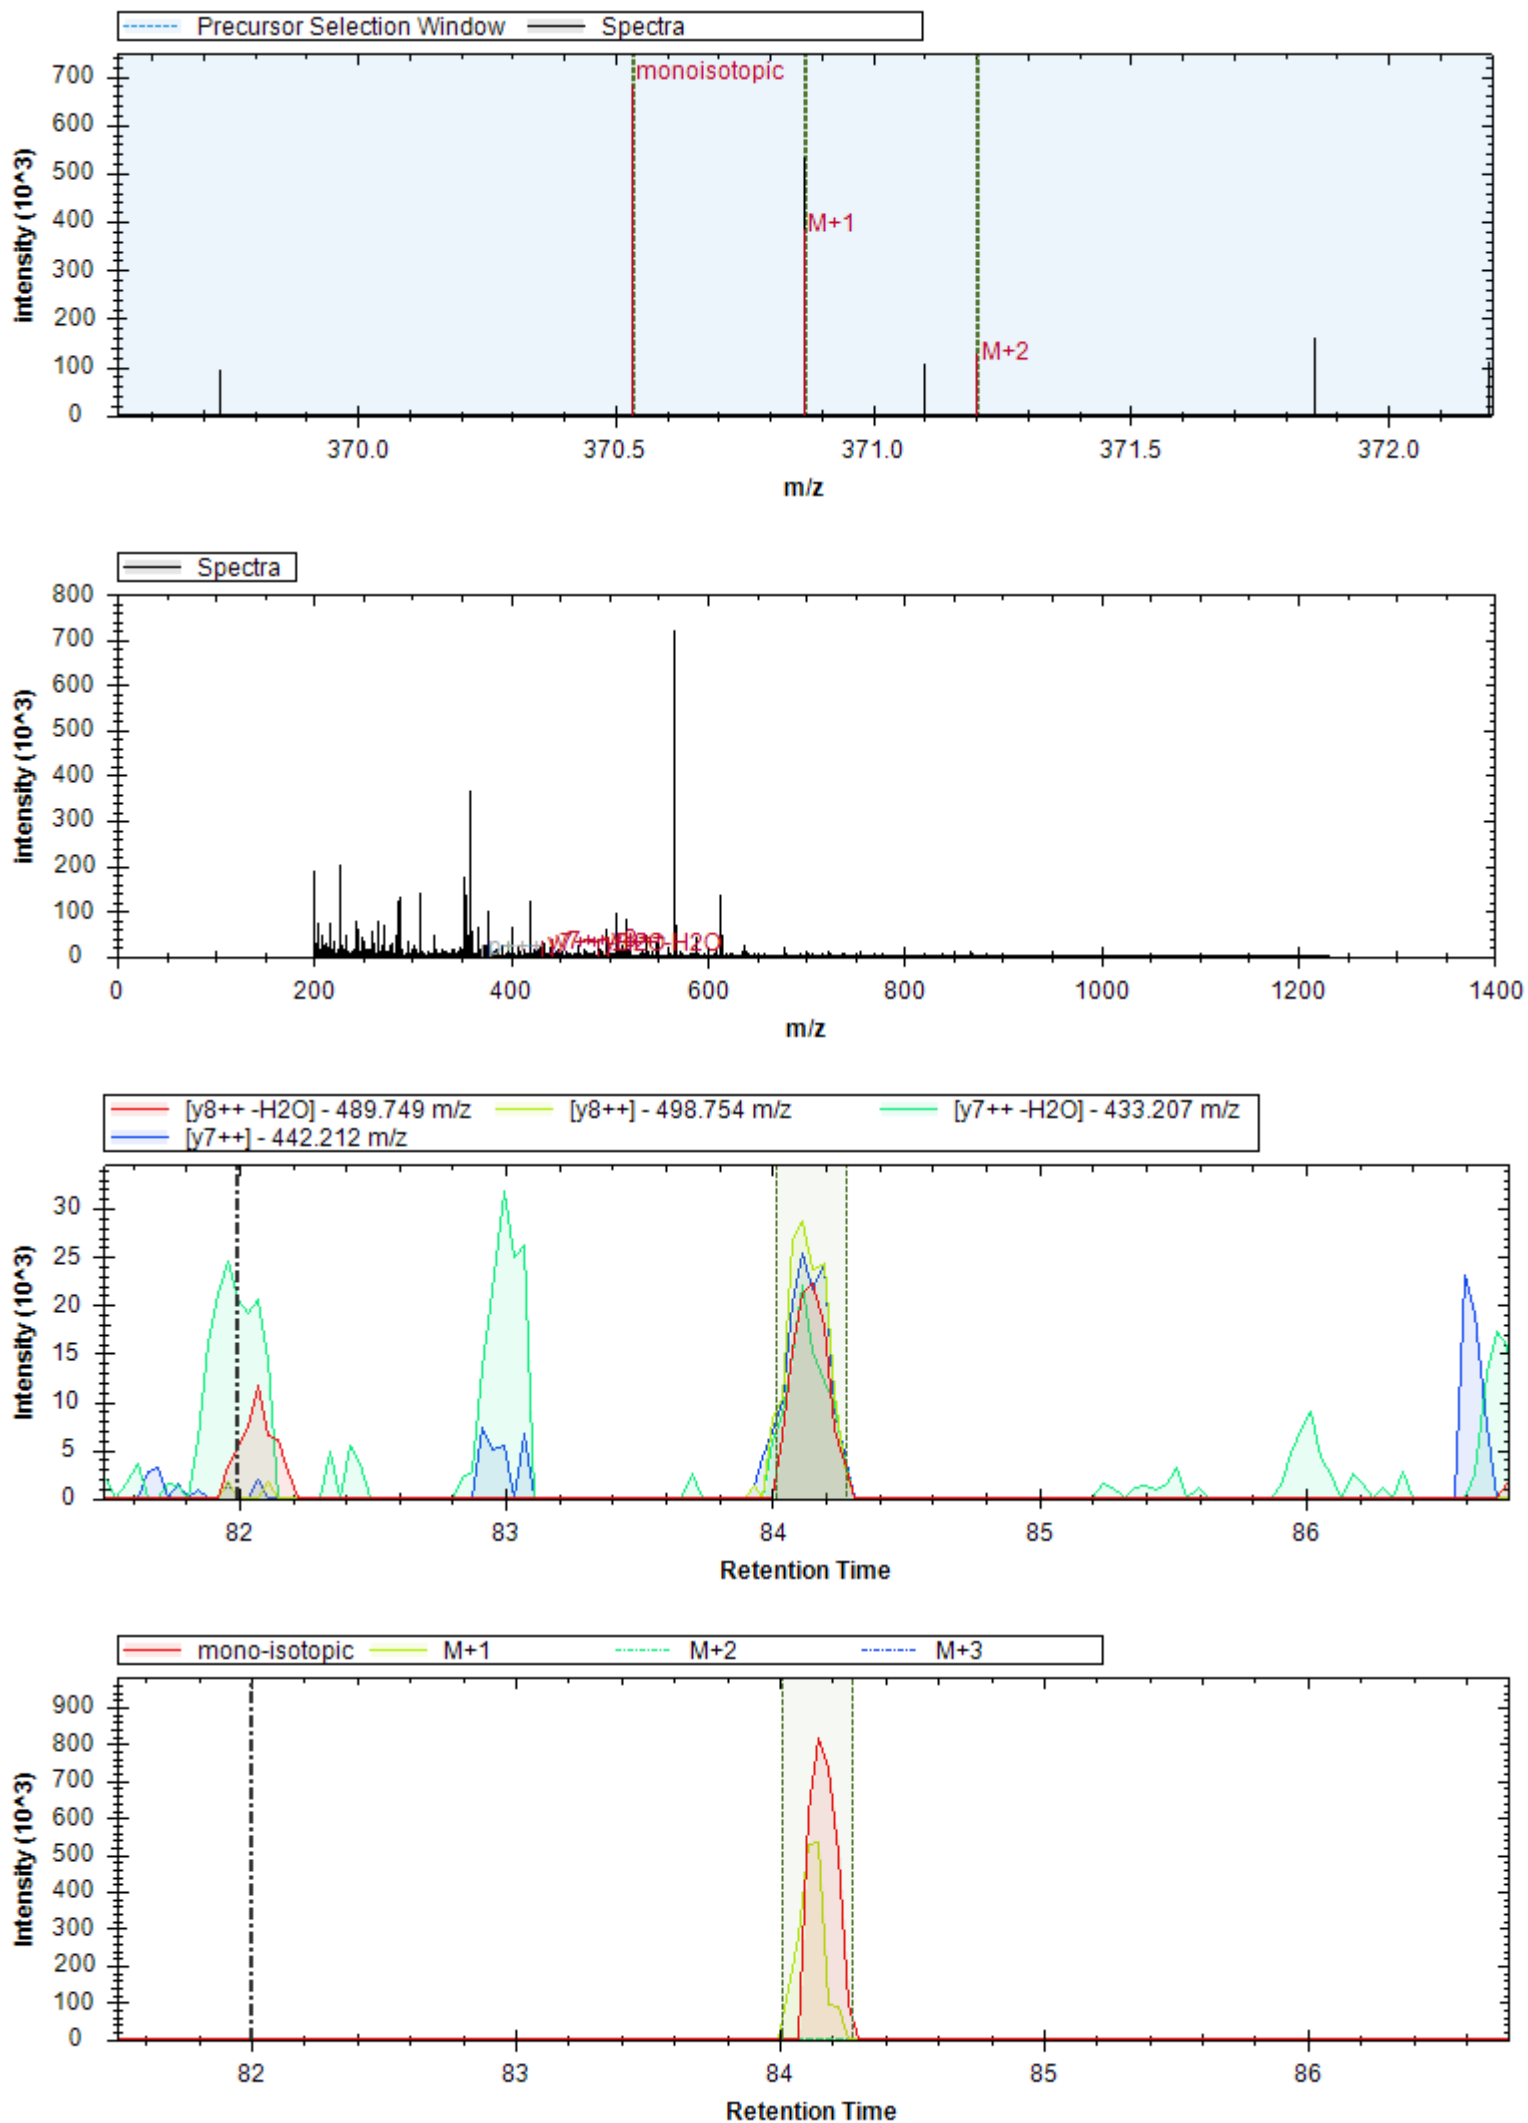 Precursor Selection Window Spectra
700
600
500
400
300
200
100
0
intensity (10^3)
monoisotopic
M+1
M+2
370.0 370.5 371.0 371.5 372.0
m/z
Spectra
800
700
600
500
400
300
200
100
0
intensity (10^3)
-H2O
0 200 400 600 800 1000 1200 1400
m/z
[y8++ -H2O] - 489.749 m/z [y8++] - 498.754 m/z [y7++ -H2O] - 433.207 m/z
[y7++] - 442.212 m/z
30
25
20
15
10
5
0
Intensity (10^3)
82 83 84 85 86
Retention Time
mono-isotopic M+1 M+2 M+3
900
800
700
600
500
400
300
200
100
0
Intensity (10^3)
82 83 84 85 86
Retention Time